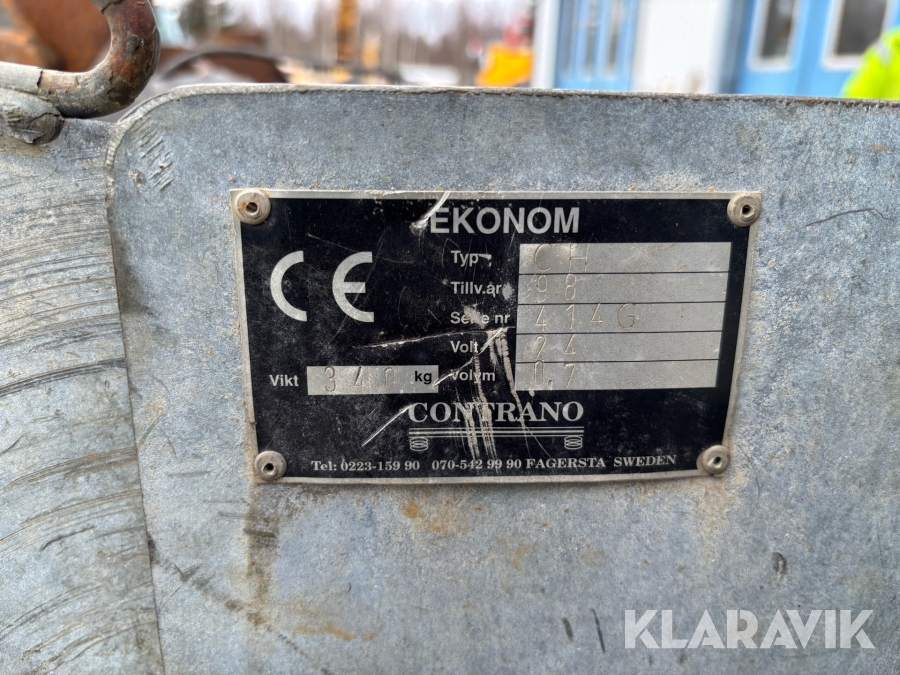 EKONOM
Typ CH
Tillv.år 98
Serie nr 414G
Volt 24
Vikt 340 kg Volym 0,7
CONTRANO
Tel: 0223-159 90 070-542 99 90 FAGERSTA SWEDEN
KLARAVIK